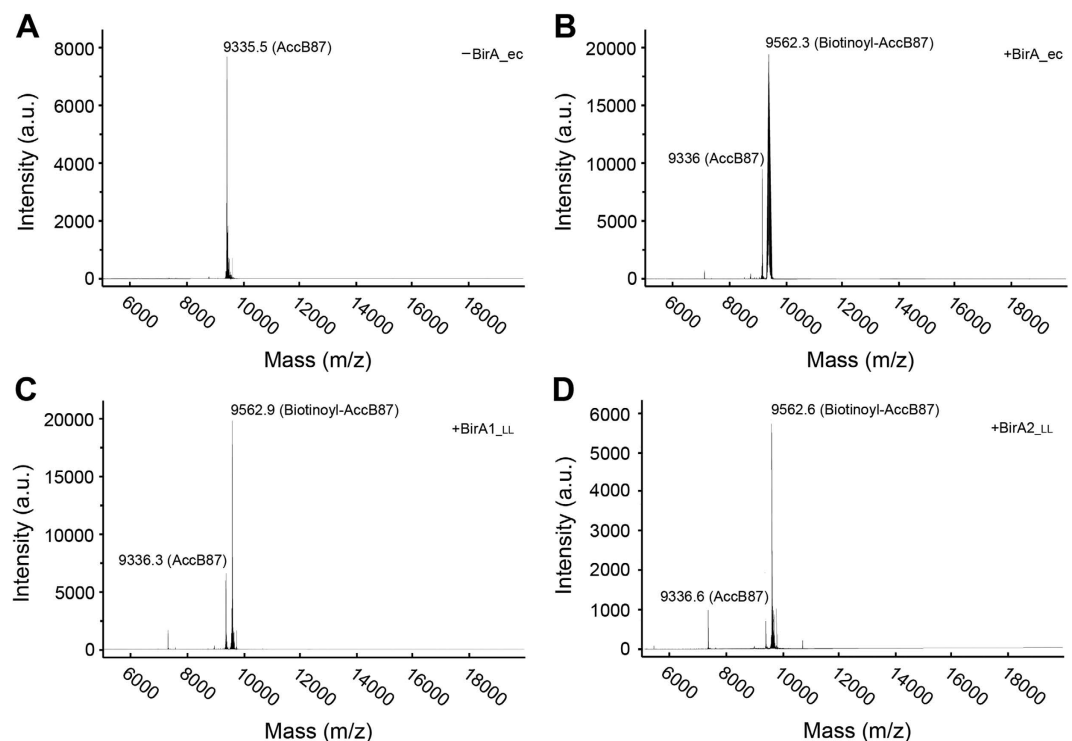 A
9335.5 (AccB87)
−BirA_ec
Intensity (a.u.)
8000
6000
4000
2000
0
6000 8000 10000 12000 14000 16000 18000
Mass (m/z)
B
9562.3 (Biotinoyl-AccB87)
+BirA_ec
9336 (AccB87)
Intensity (a.u.)
20000
15000
10000
5000
0
6000 8000 10000 12000 14000 16000 18000
Mass (m/z)
C
9562.9 (Biotinoyl-AccB87)
+BirA1_LL
9336.3 (AccB87)
Intensity (a.u.)
20000
15000
10000
5000
0
6000 8000 10000 12000 14000 16000 18000
Mass (m/z)
D
9562.6 (Biotinoyl-AccB87)
+BirA2_LL
9336.6 (AccB87)
Intensity (a.u.)
6000
5000
4000
3000
2000
1000
0
6000 8000 10000 12000 14000 16000 18000
Mass (m/z)